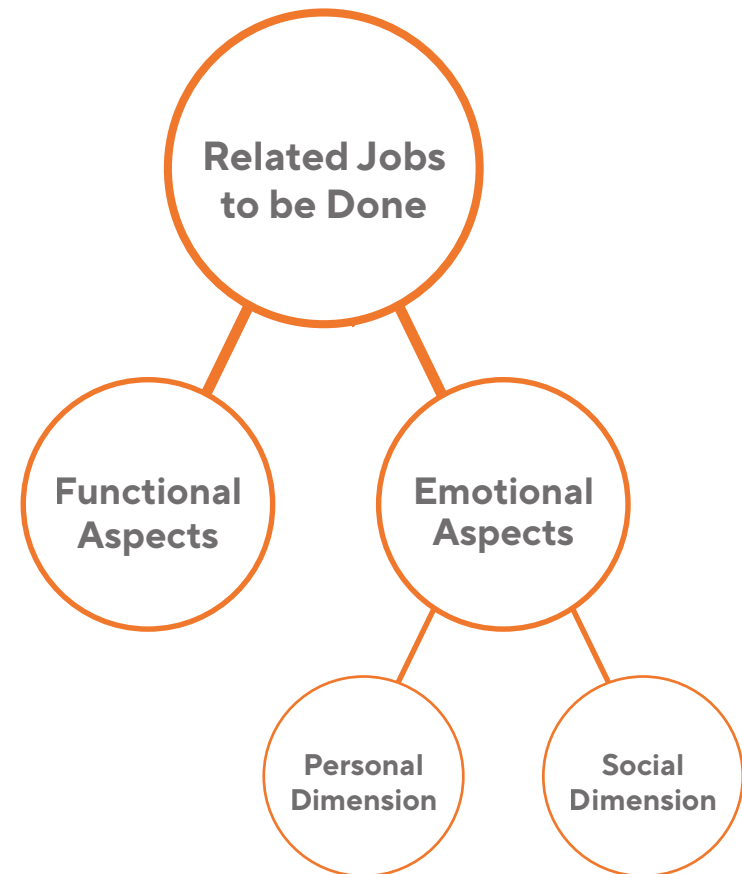 Related Jobs
to be Done
Functional
Aspects
Emotional
Aspects
Personal
Dimension
Social
Dimension